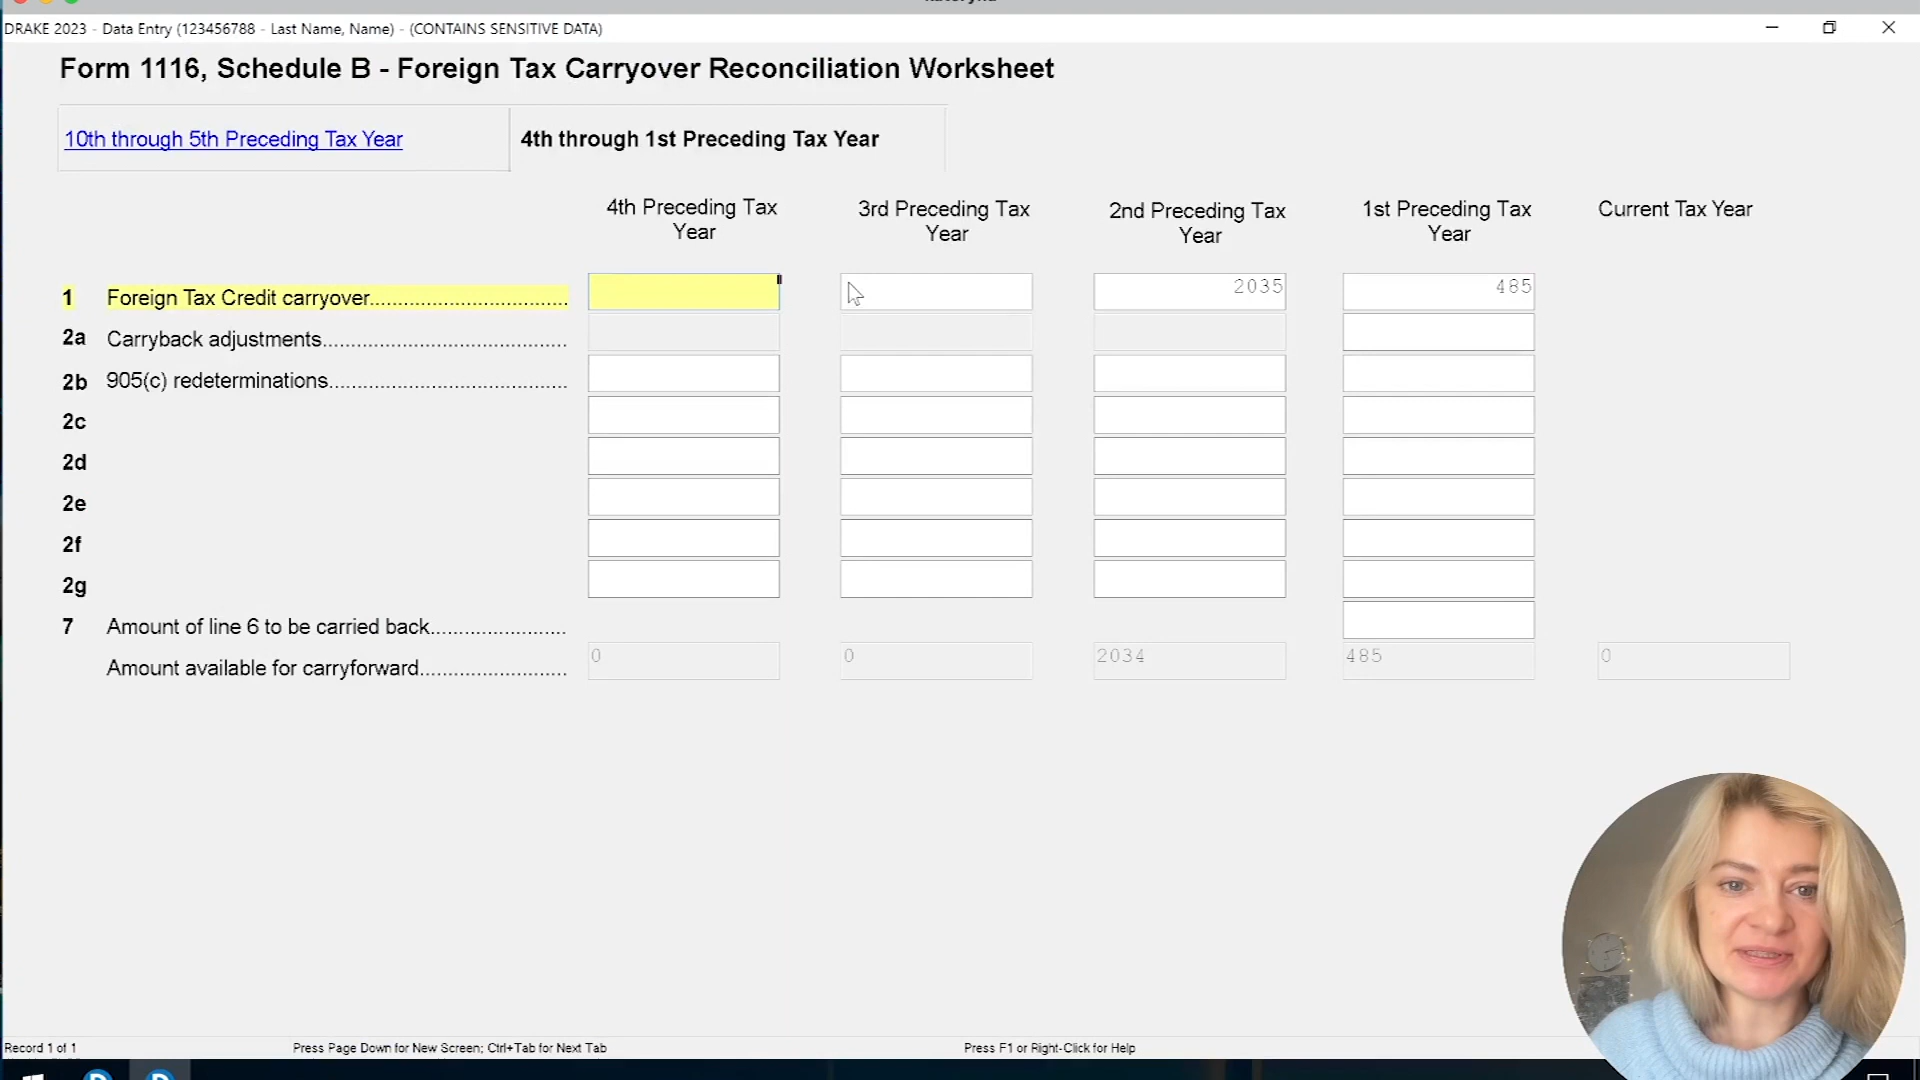 DRAKE 2023 - Data Entry (123456788 - Last Name, Name) - (CONTAINS SENSITIVE DATA)
Form 1116, Schedule B - Foreign Tax Carryover Reconciliation Worksheet
10th through 5th Preceding Tax Year
4th through 1st Preceding Tax Year
4th Preceding Tax
Year
3rd Preceding Tax
Year
2nd Preceding Tax
Year
1st Preceding Tax
Year
Current Tax Year
1 Foreign Tax Credit carryover................................... 2035 485
2a Carryback adjustments...........................................
2b 905(c) redeterminations..........................................
2c
2d
2e
2f
2g
7 Amount of line 6 to be carried back........................
Amount available for carryforward.......................... 0 0 2034 485 0
Record 1 of 1 Press Page Down for New Screen; Ctrl+Tab for Next Tab Press F1 or Right-Click for Help